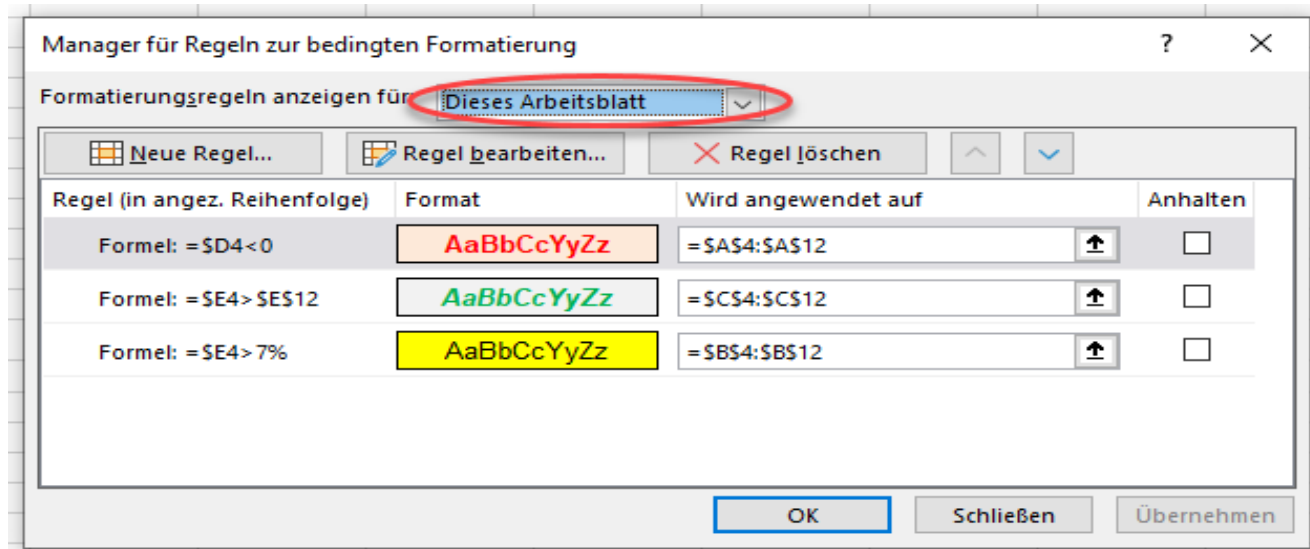 Manager für Regeln zur bedingten Formatierung ?
Formatierungsregeln anzeigen für Dieses Arbeitsblatt
Neue Regel... Regel bearbeiten... Regel löschen
Regel (in angez. Reihenfolge) Format Wird angewendet auf Anhalten
Formel: =$D4<0 AaBbCcYyZz =$A$4:$A$12
Formel: =$E4>$E$12 AaBbCcYyZz =$C$4:$C$12
Formel: =$E4>7% AaBbCcYyZz =$B$4:$B$12
OK Schließen Übernehmen